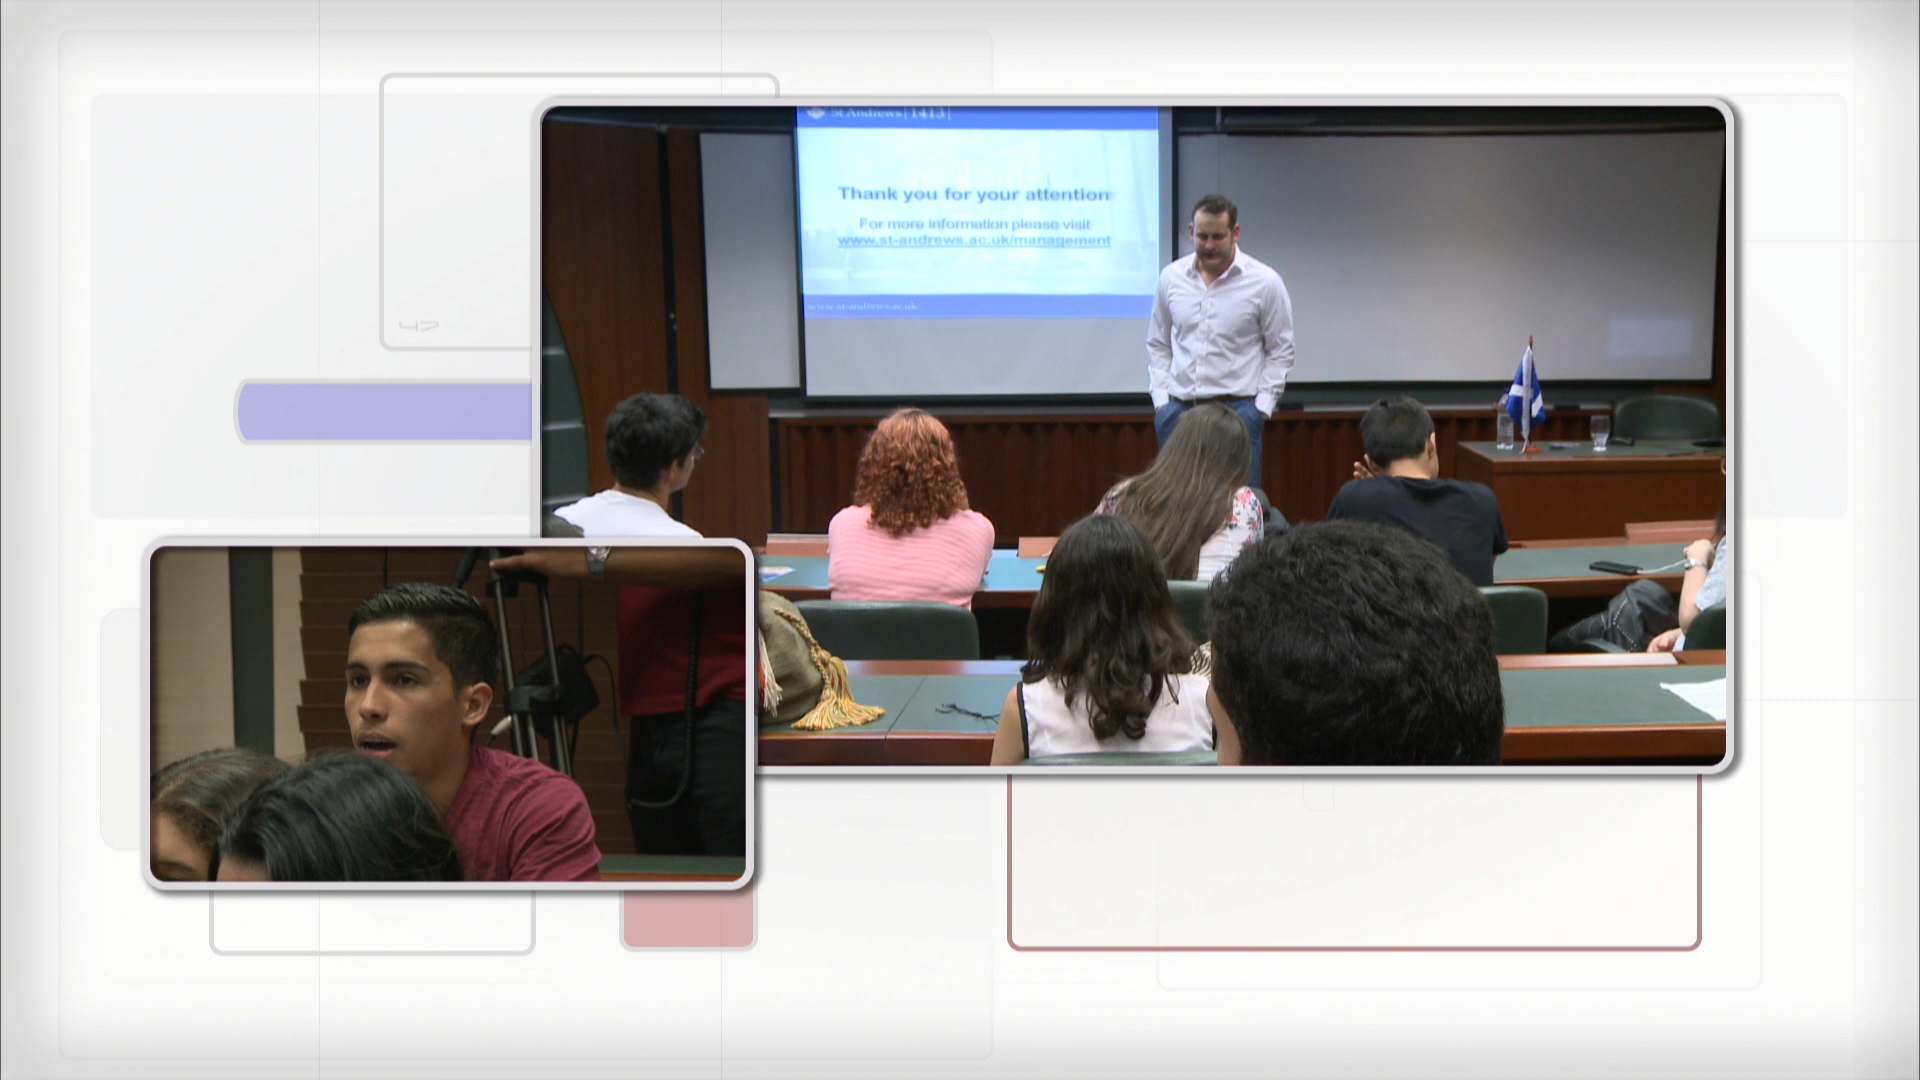 St Andrews | 1413 |
Thank you for your attention
For more information please visit
www.st-andrews.ac.uk/management
www.st-andrews.ac.uk
47